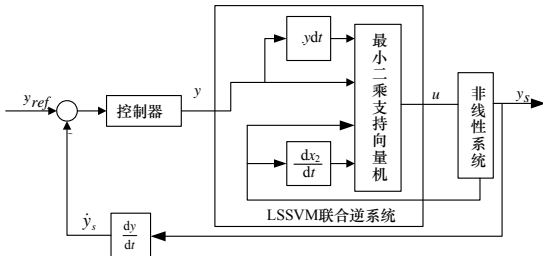 ydt
最小二乘支持向量机
y_ref
控制器
y
u
非线性系统
y_s
dx₂/dt
LSSVM联合逆系统
ẏ_s
dy/dt